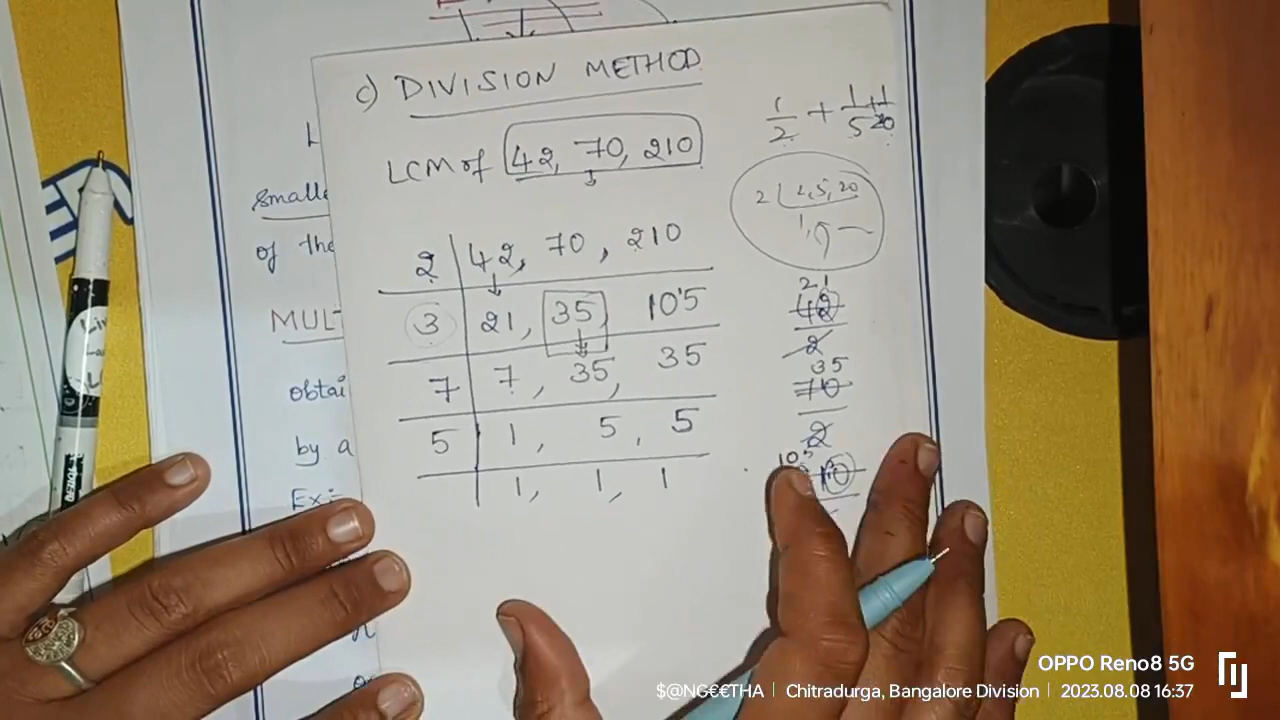 c) DIVISION METHOD
LCM of 42, 70, 210
1/2 + 1/5 + 1/20
2 | 42, 70, 210
3 | 21, 35, 105
7 | 7, 35, 35
5 | 1, 5, 5
1, 1, 1
2 | 2, 5, 20
1,
21
42
2
35
70
2
105
Smalle
of the
MULT
obtai
by a
Ex:
OPPO Reno8 5G
$@NG€€THA | Chitradurga, Bangalore Division | 2023.08.08 16:37